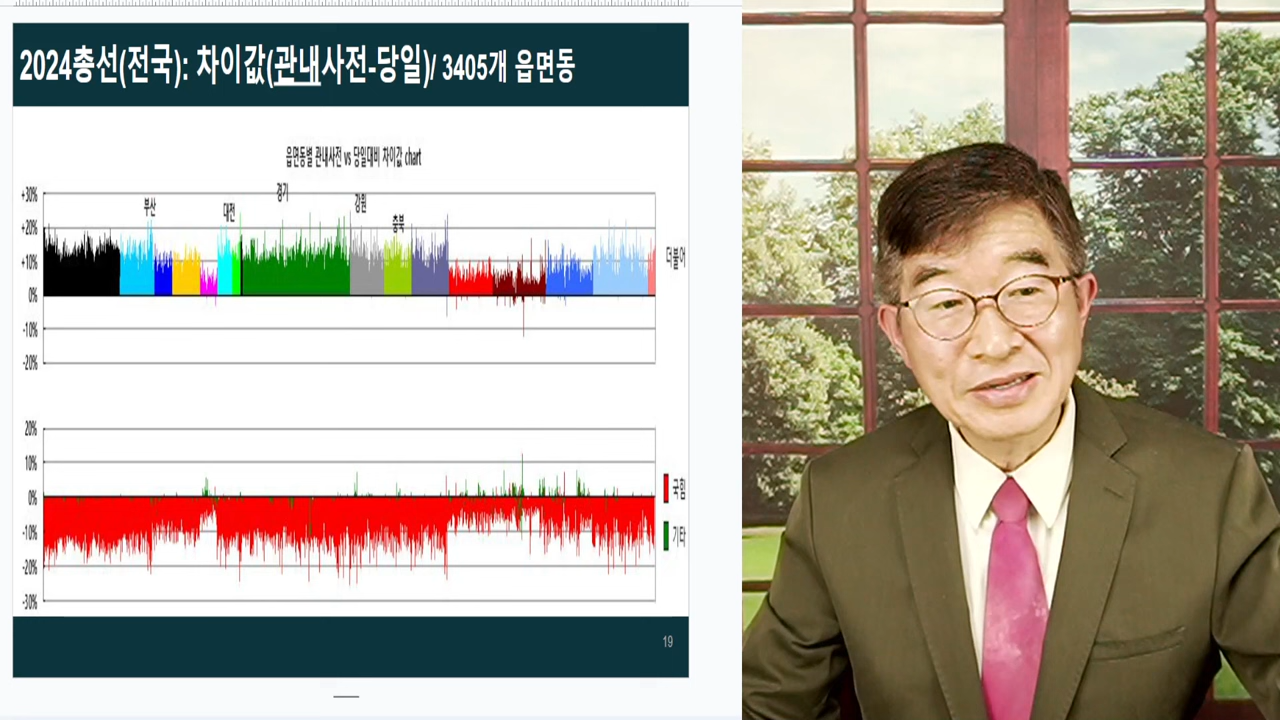 2024총선(전국): 차이값(관내사전-당일)/ 3405개 읍면동
읍면동별 관내사전 vs 당일대비 차이값 chart
+30%
+20%
+10%
0%
-10%
-20%
부산
대전
경기
강원
충북
더불어
20%
10%
0%
-10%
-20%
-30%
국힘
기타
19